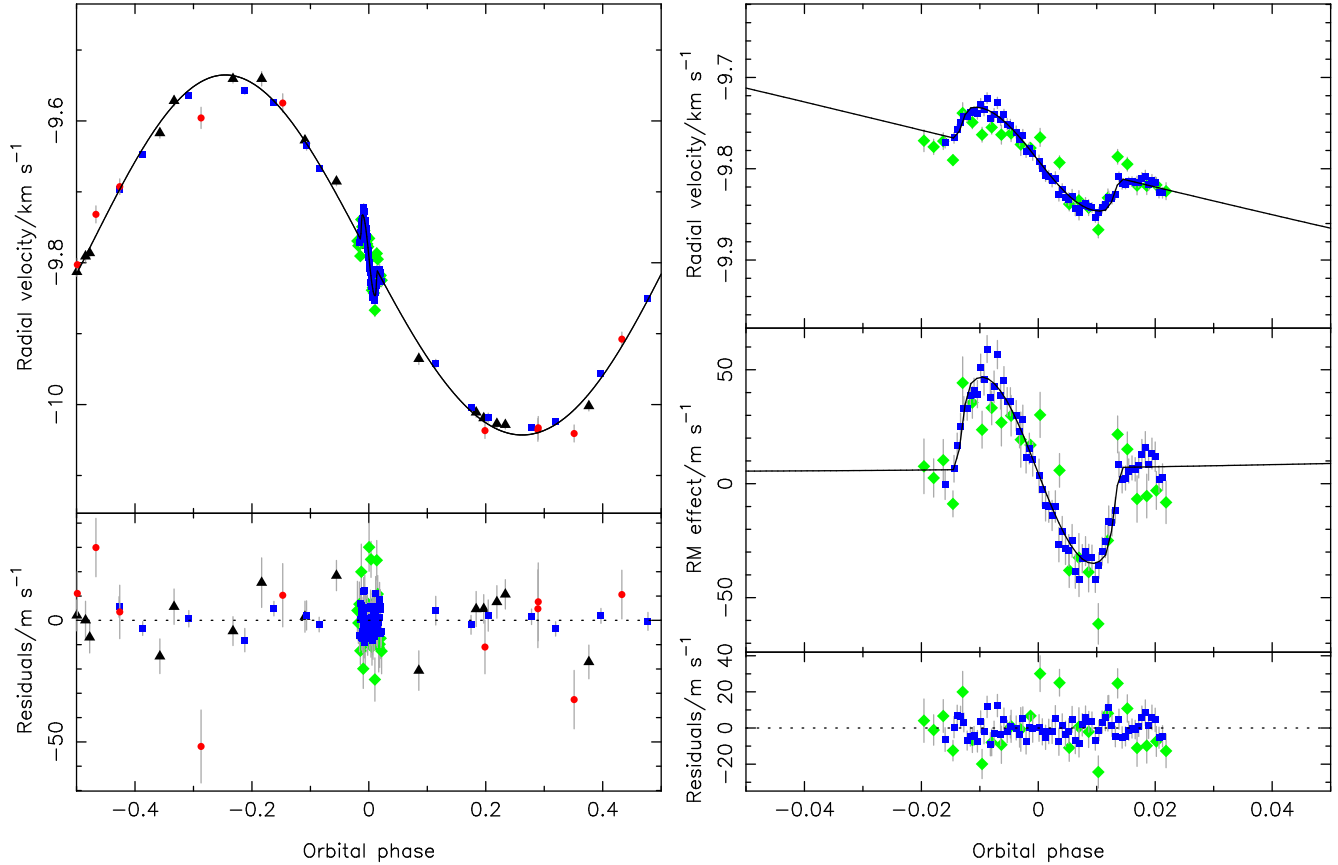 Radial velocity/km s⁻¹
−9.6
−9.8
−10
Residuals/m s⁻¹
0
−50
−0.4 −0.2 0 0.2 0.4
Orbital phase
Radial velocity/km s⁻¹
−9.7
−9.8
−9.9
RM effect/m s⁻¹
50
0
−50
Residuals/m s⁻¹
40
20
0
−20
−0.04 −0.02 0 0.02 0.04
Orbital phase